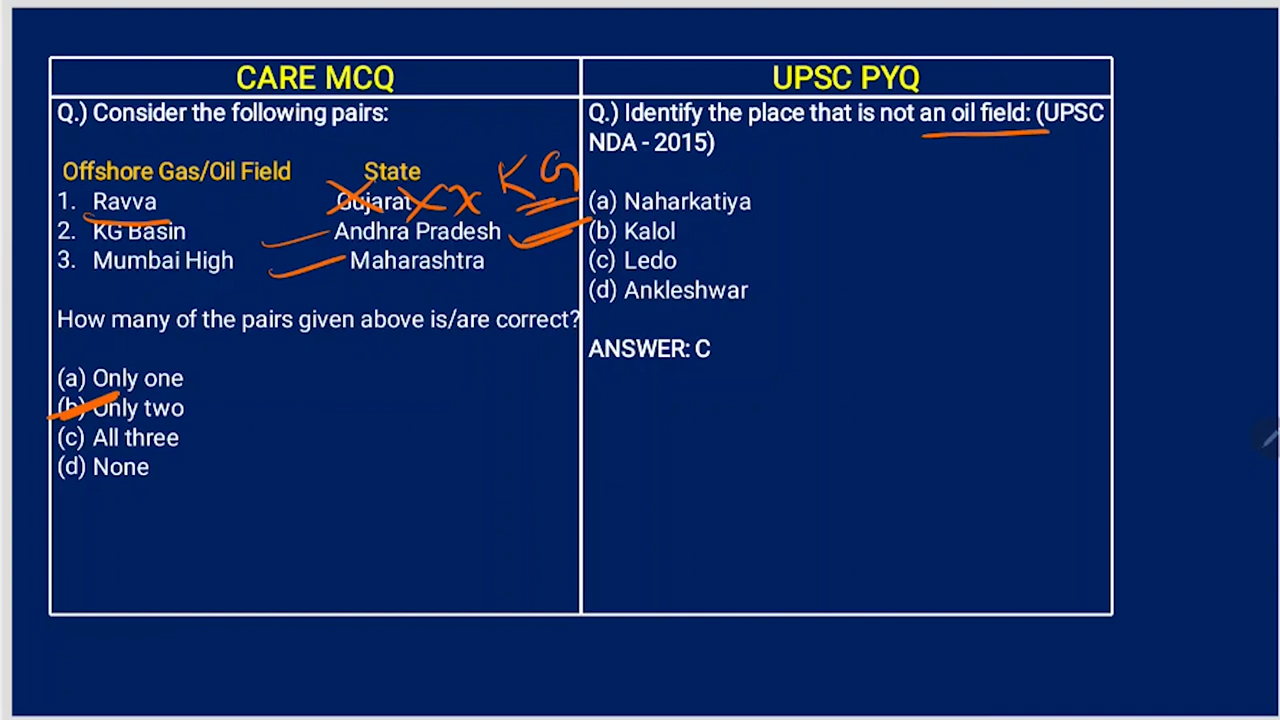 CARE MCQ
Q.) Consider the following pairs:
Offshore Gas/Oil Field State
1. Ravva Gujarat
2. KG Basin Andhra Pradesh
3. Mumbai High Maharashtra
KG
How many of the pairs given above is/are correct?
(a) Only one
(b) Only two
(c) All three
(d) None
UPSC PYQ
Q.) Identify the place that is not an oil field: (UPSC
NDA - 2015)
(a) Naharkatiya
(b) Kalol
(c) Ledo
(d) Ankleshwar
ANSWER: C